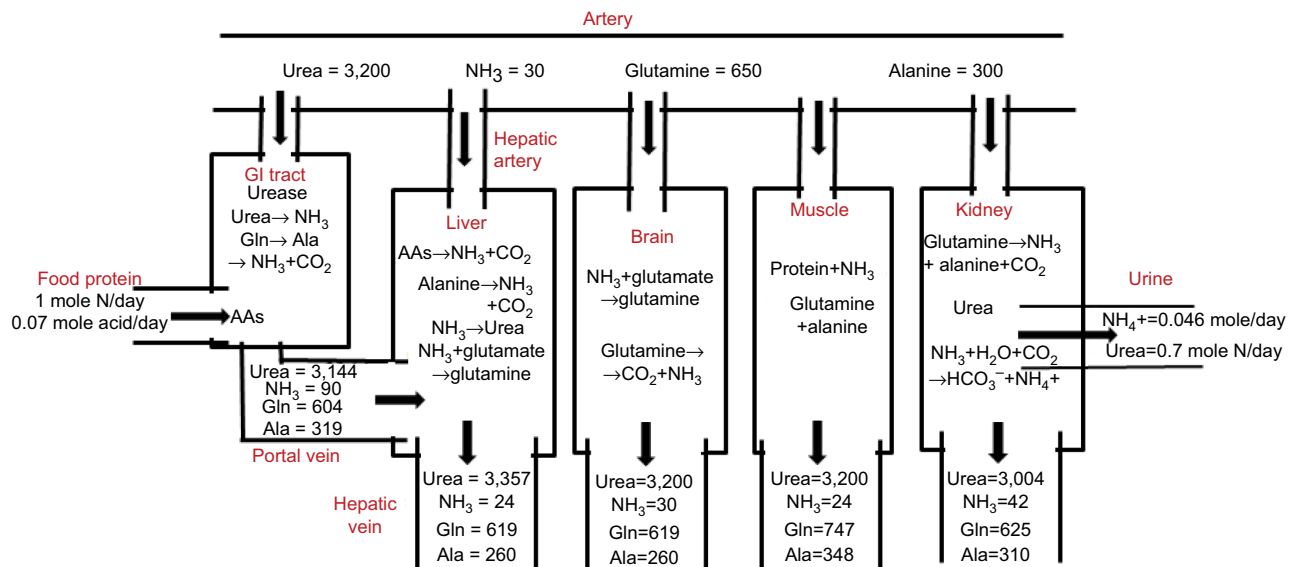 Artery
Urea = 3,200
NH₃ = 30
Glutamine = 650
Alanine = 300
Hepatic
artery
GI tract
Urease
Urea→ NH₃
Gln→ Ala
→ NH₃+CO₂
Food protein
1 mole N/day
0.07 mole acid/day
AAs
Urea = 3,144
NH₃ = 90
Gln = 604
Ala = 319
Portal vein
Liver
AAs→NH₃+CO₂
Alanine→NH₃
+CO₂
NH₃→Urea
NH₃+glutamate
→glutamine
Hepatic
vein
Urea = 3,357
NH₃ = 24
Gln = 619
Ala = 260
Brain
NH₃+glutamate
→glutamine
Glutamine→
→CO₂+NH₃
Urea=3,200
NH₃=30
Gln=619
Ala=260
Muscle
Protein+NH₃
Glutamine
+alanine
Urea=3,200
NH₃=24
Gln=747
Ala=348
Kidney
Glutamine→NH₃
+ alanine+CO₂
Urea
NH₃+H₂O+CO₂
→HCO₃⁻+NH₄+
Urea=3,004
NH₃=42
Gln=625
Ala=310
Urine
NH₄+=0.046 mole/day
Urea=0.7 mole N/day